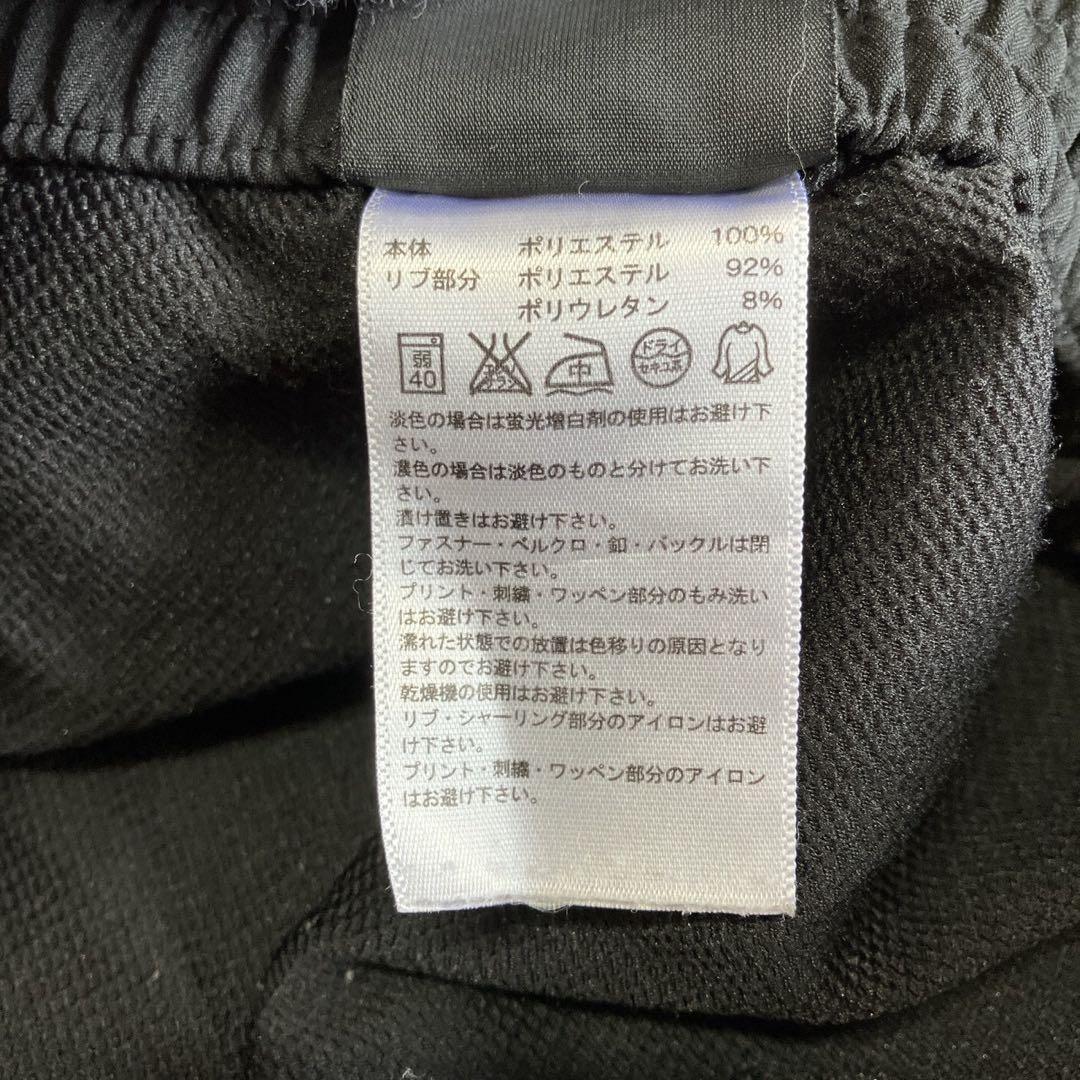 本体 ポリエステル 100%
リブ部分 ポリエステル 92%
ポリウレタン 8%
弱 エンソ ドライ
40 サラシ 中 セキユ系
淡色の場合は蛍光増白剤の使用はお避け下
さい。
濃色の場合は淡色のものと分けてお洗い下
さい。
漬け置きはお避け下さい。
ファスナー・ベルクロ・釦・バックルは閉
じてお洗い下さい。
プリント・刺繍・ワッペン部分のもみ洗い
はお避け下さい。
濡れた状態での放置は色移りの原因となり
ますのでお避け下さい。
乾燥機の使用はお避け下さい。
リブ・シャーリング部分のアイロンはお避
け下さい。
プリント・刺繍・ワッペン部分のアイロン
はお避け下さい。